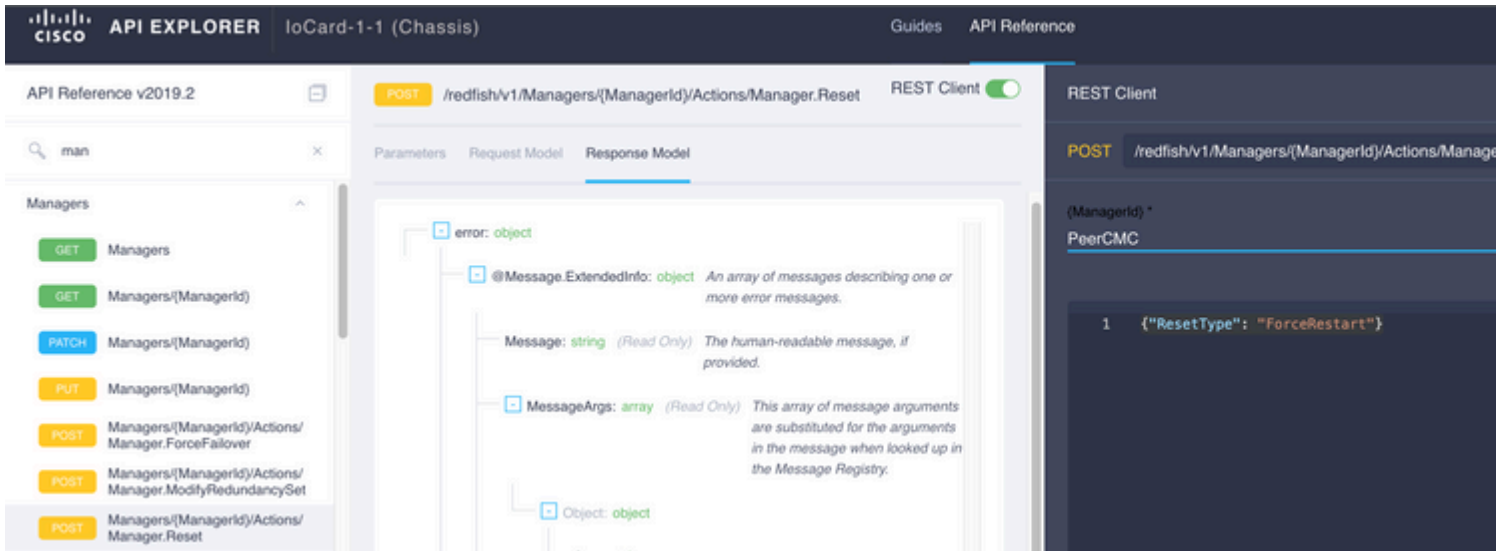 CISCO API EXPLORER IoCard-1-1 (Chassis) Guides API Reference
API Reference v2019.2
man
Managers
GET Managers
GET Managers/{ManagerId}
PATCH Managers/{ManagerId}
PUT Managers/{ManagerId}
POST Managers/{ManagerId}/Actions/
Manager.ForceFailover
POST Managers/{ManagerId}/Actions/
Manager.ModifyRedundancySet
POST Managers/{ManagerId}/Actions/
Manager.Reset
POST /redfish/v1/Managers/{ManagerId}/Actions/Manager.Reset REST Client
Parameters Request Model Response Model
error: object
@Message.ExtendedInfo: object An array of messages describing one or
more error messages.
Message: string (Read Only) The human-readable message, if
provided.
MessageArgs: array (Read Only) This array of message arguments
are substituted for the arguments
in the message when looked up in
the Message Registry.
Object: object
REST Client
POST /redfish/v1/Managers/{ManagerId}/Actions/Manage
{ManagerId} *
PeerCMC
1 {"ResetType": "ForceRestart"}